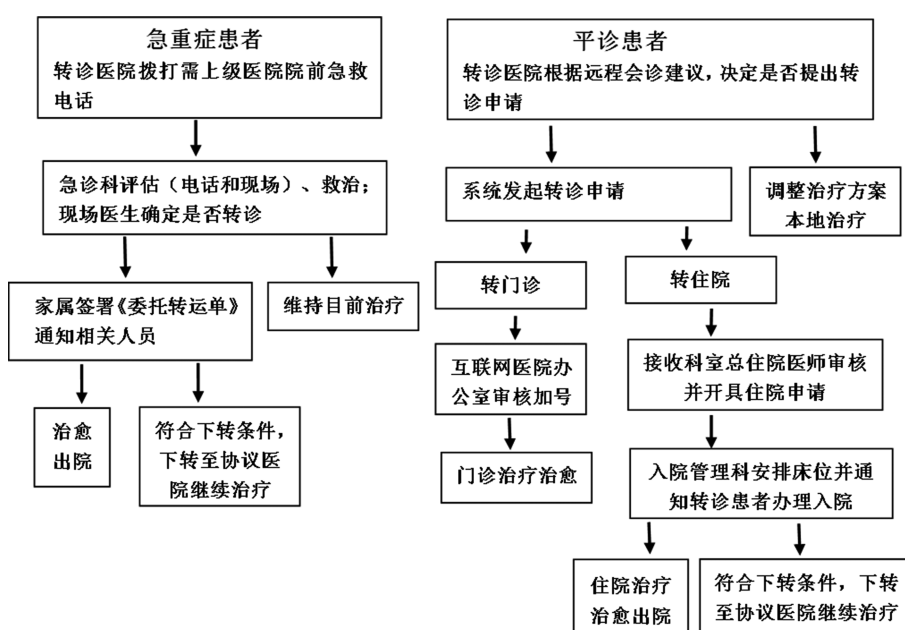 急重症患者
转诊医院拨打需上级医院院前急救
电话
急诊科评估（电话和现场）、救治；
现场医生确定是否转诊
家属签署《委托转运单》
通知相关人员
维持目前治疗
治愈
出院
符合下转条件，
下转至协议医
院继续治疗
平诊患者
转诊医院根据远程会诊建议，决定是否提出转
诊申请
系统发起转诊申请
调整治疗方案
本地治疗
转门诊
转住院
互联网医院办
公室审核加号
接收科室总住院医师审核
并开具住院申请
门诊治疗治愈
入院管理科安排床位并通
知转诊患者办理入院
住院治疗
治愈出院
符合下转条件，下转
至协议医院继续治疗